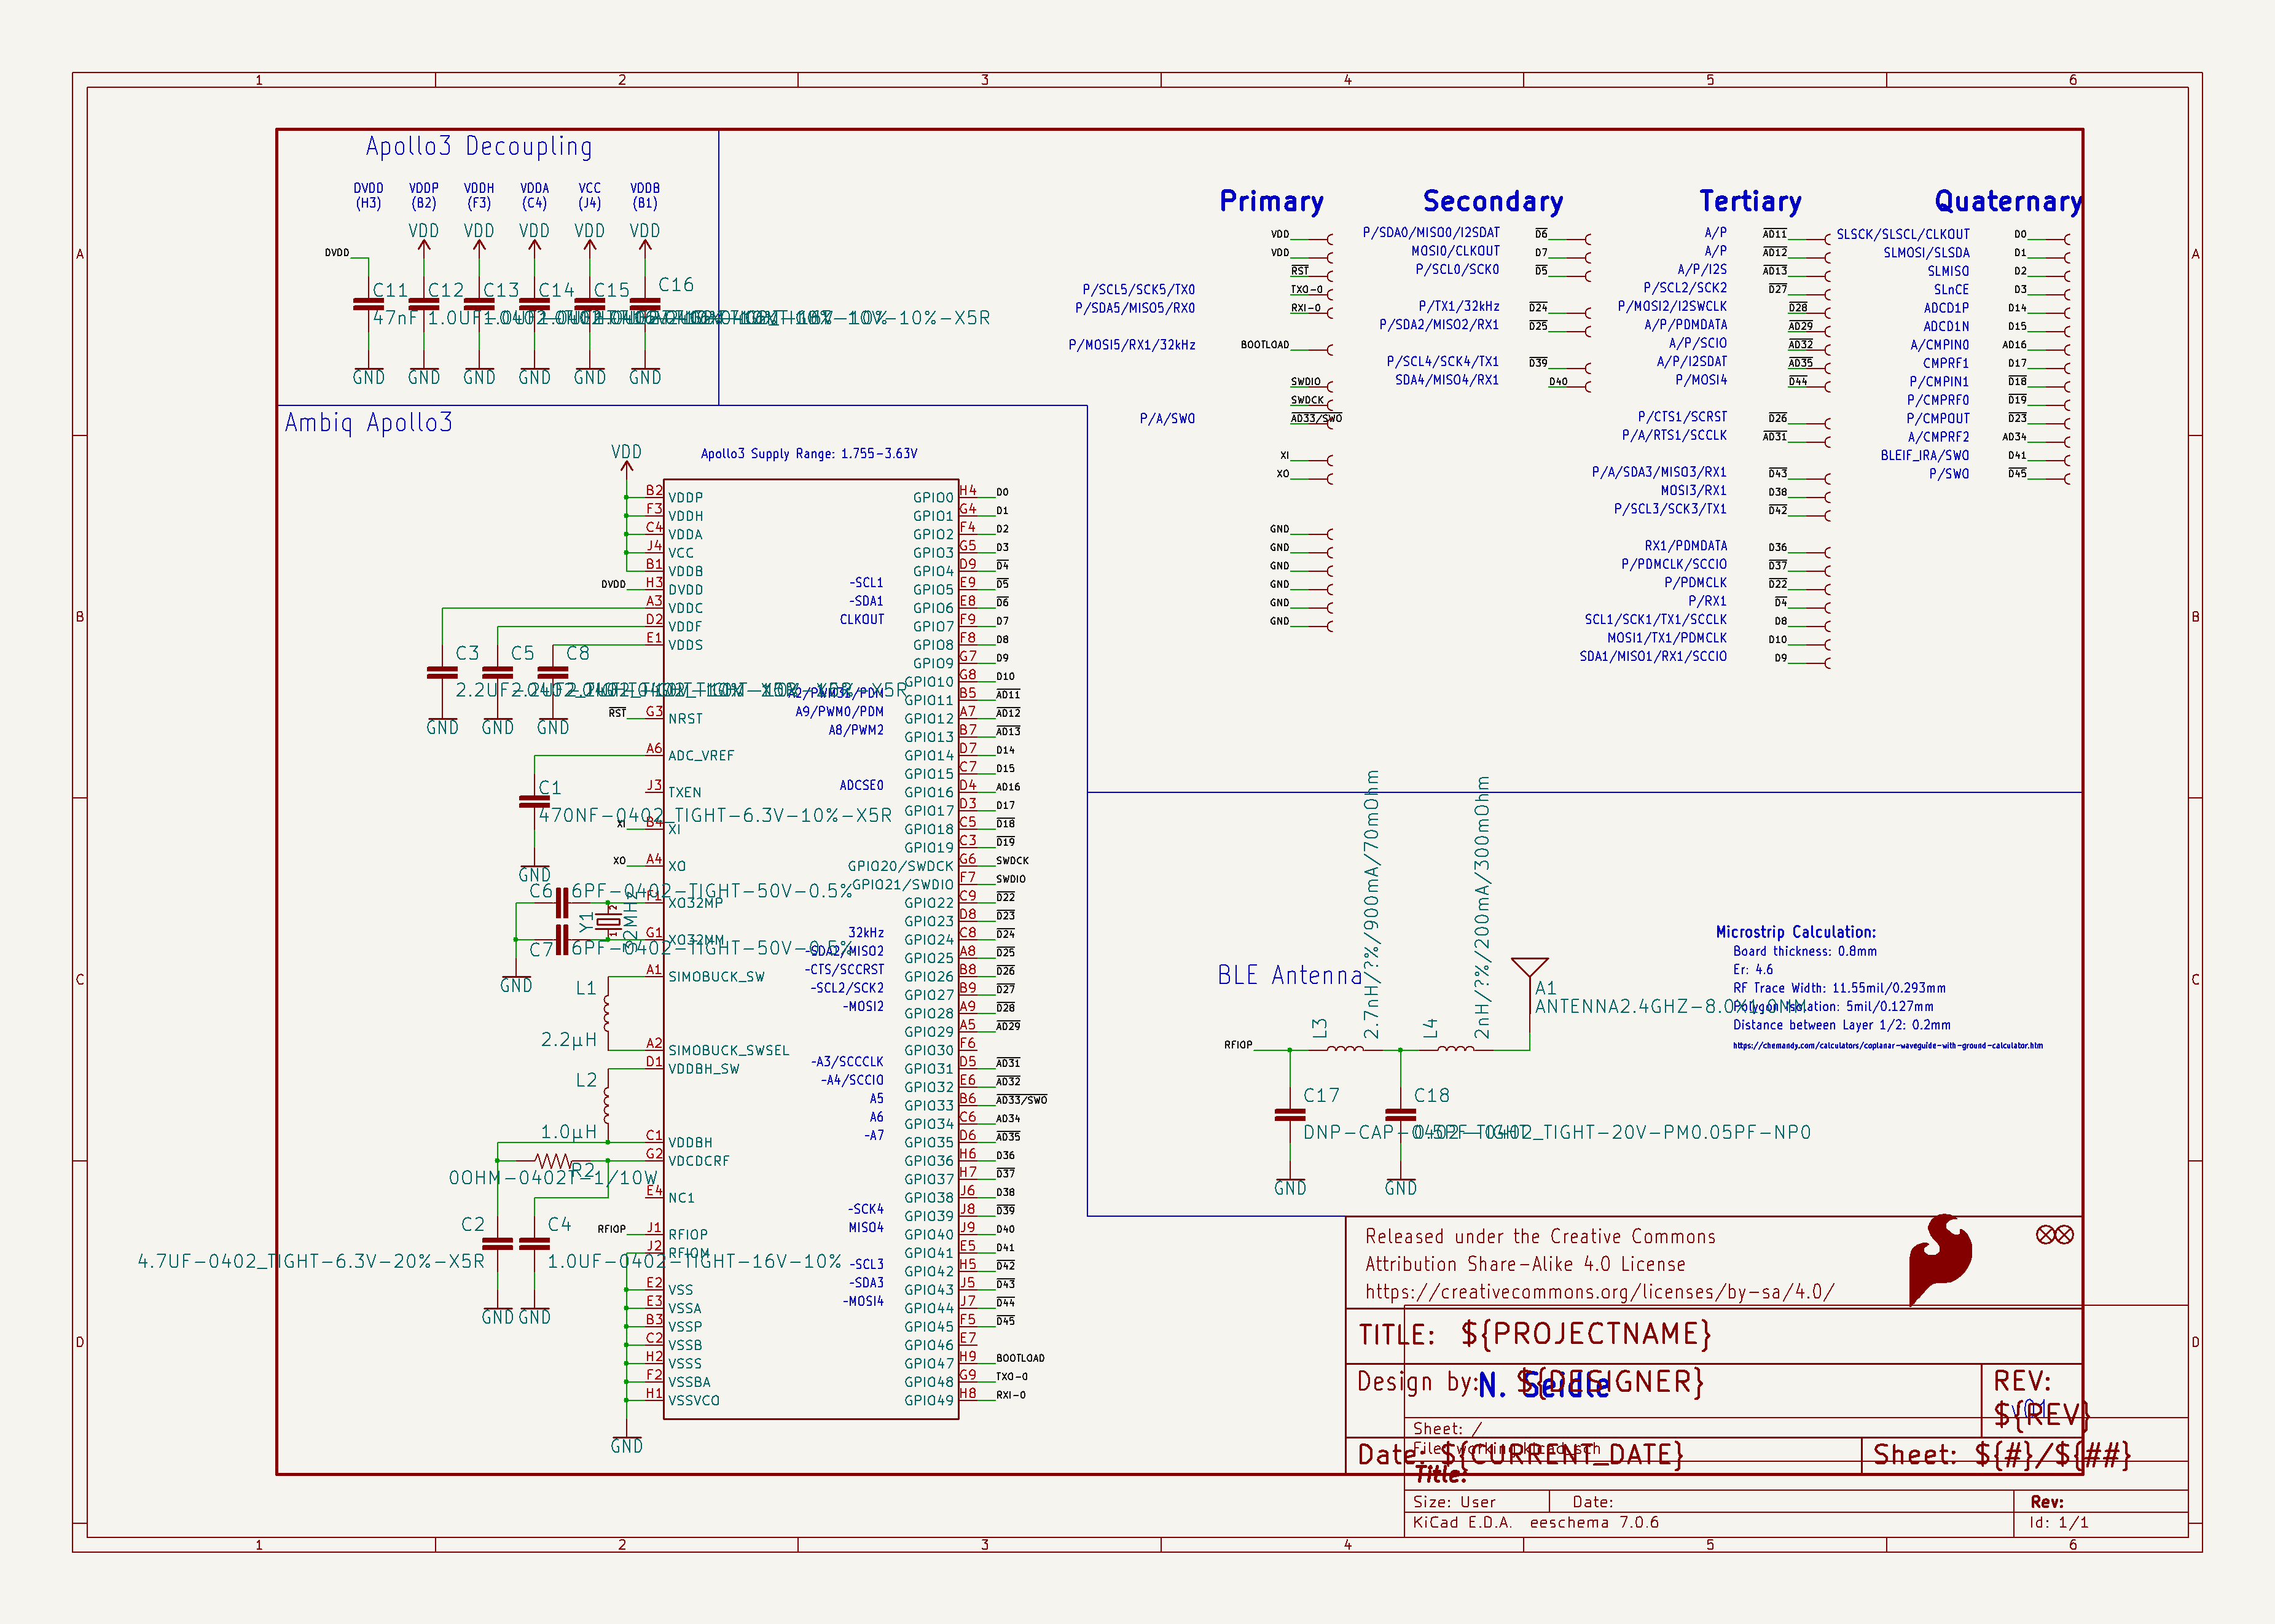 1 2 3 4 5 6
A
B
C
D
A
B
C
D
1 2 3 4 5 6
Apollo3 Decoupling
DVDD VDDP VDDH VDDA VCC VDDB
(H3) (B2) (F3) (C4) (J4) (B1)
VDD VDD VDD VDD VDD
DVDD
C11 C12 C13 C14 C15 C16
47nF
GND GND GND GND GND GND
Primary
VDD
VDD
RST
P/SCL5/SCK5/TX0 TXO-0
P/SDA5/MISO5/RX0 RXI-0
P/MOSI5/RX1/32kHz BOOTLOAD
SWDIO
SWDCK
P/A/SWO AD33/SWO
XI
XO
GND
GND
GND
GND
GND
GND
Secondary
P/SDA0/MISO0/I2SDAT D6
MOSI0/CLKOUT D7
P/SCL0/SCK0 D5
P/TX1/32kHz D24
P/SDA2/MISO2/RX1 D25
P/SCL4/SCK4/TX1 D39
SDA4/MISO4/RX1 D40
Tertiary
A/P AD11
A/P AD12
A/P/I2S AD13
P/SCL2/SCK2 D27
P/MOSI2/I2SWCLK D28
A/P/PDMDATA AD29
A/P/SCIO AD32
A/P/I2SDAT AD35
P/MOSI4 D44
P/CTS1/SCRST D26
P/A/RTS1/SCCLK AD31
P/A/SDA3/MISO3/RX1 D43
MOSI3/RX1 D38
P/SCL3/SCK3/TX1 D42
RX1/PDMDATA D36
P/PDMCLK/SCCIO D37
P/PDMCLK D22
P/RX1 D4
SCL1/SCK1/TX1/SCCLK D8
MOSI1/TX1/PDMCLK D10
SDA1/MISO1/RX1/SCCIO D9
Quaternary
SLSCK/SLSCL/CLKOUT D0
SLMOSI/SLSDA D1
SLMISO D2
SLnCE D3
ADCD1P D14
ADCD1N D15
A/CMPIN0 AD16
CMPRF1 D17
P/CMPIN1 D18
P/CMPRF0 D19
P/CMPOUT D23
A/CMPRF2 AD34
BLEIF_IRA/SWO D41
P/SWO D45
Ambiq Apollo3
Apollo3 Supply Range: 1.755-3.63V
VDD
B2 VDDP
F3 VDDH
C4 VDDA
J4 VCC
B1 VDDB
DVDD H3 DVDD
A3 VDDC
D2 VDDF
E1 VDDS
C3 C5 C8
GND GND GND
RST G3 NRST
A6 ADC_VREF
C1
470NF-0402_TIGHT-6.3V-10%-X5R
GND
J3 TXEN
XI B4 XI
XO A4 XO
C6 6PF-0402-TIGHT-50V-0.5%
F1 XO32MP
Y1 32MHz
1 2
G1 XO32MM
C7 6PF-0402-TIGHT-50V-0.5%
GND
A1 SIMOBUCK_SW
L1
2.2µH
A2 SIMOBUCK_SWSEL
D1 VDDBH_SW
L2
1.0µH
C1 VDDBH
G2 VDCDCRF
R2
0OHM-0402T-1/10W
E4 NC1
C2 C4
4.7UF-0402_TIGHT-6.3V-20%-X5R
1.0UF-0402-TIGHT-16V-10%
GND GND
RFIOP J1 RFIOP
J2 RFIOM
E2 VSS
E3 VSSA
B3 VSSP
C2 VSSB
H2 VSSS
F2 VSSBA
H1 VSSVCO
GND
GPIO0 H4 D0
GPIO1 G4 D1
GPIO2 F4 D2
GPIO3 G5 D3
GPIO4 D9 D4
-SCL1 GPIO5 E9 D5
-SDA1 GPIO6 E8 D6
CLKOUT GPIO7 F9 D7
GPIO8 F8 D8
GPIO9 G7 D9
GPIO10 G8 D10
GPIO11 B5 AD11
A9/PWM0/PDM GPIO12 A7 AD12
A8/PWM2 GPIO13 B7 AD13
GPIO14 D7 D14
GPIO15 C7 D15
ADCSE0 GPIO16 D4 AD16
GPIO17 D3 D17
GPIO18 C5 D18
GPIO19 C3 D19
GPIO20/SWDCK G6 SWDCK
GPIO21/SWDIO F7 SWDIO
GPIO22 C9 D22
GPIO23 D8 D23
32kHz GPIO24 C8 D24
-SDA2/MISO2 GPIO25 A8 D25
-CTS/SCCRST GPIO26 B8 D26
-SCL2/SCK2 GPIO27 B9 D27
-MOSI2 GPIO28 A9 D28
GPIO29 A5 AD29
GPIO30 F6
-A3/SCCCLK GPIO31 D5 AD31
-A4/SCCIO GPIO32 E6 AD32
A5 GPIO33 B6 AD33/SWO
A6 GPIO34 C6 AD34
-A7 GPIO35 D6 AD35
GPIO36 H6 D36
GPIO37 H7 D37
GPIO38 J6 D38
-SCK4 GPIO39 J8 D39
MISO4 GPIO40 J9 D40
GPIO41 E5 D41
-SCL3 GPIO42 H5 D42
-SDA3 GPIO43 J5 D43
-MOSI4 GPIO44 J7 D44
GPIO45 F5 D45
GPIO46 E7
GPIO47 H9 BOOTLOAD
GPIO48 G9 TXO-0
GPIO49 H8 RXI-0
BLE Antenna
RFIOP
L3
2.7nH/?%/900mA/70mOhm
L4
2nH/?%/200mA/300mOhm
A1
ANTENNA2.4GHZ-8.0X1.0MM
C17 C18
DNP-CAP-0402-TIGHT
0.5PF-0402_TIGHT-20V-PM0.05PF-NP0
GND GND
Microstrip Calculation:
Board thickness: 0.8mm
Er: 4.6
RF Trace Width: 11.55mil/0.293mm
Polygon Isolation: 5mil/0.127mm
Distance between Layer 1/2: 0.2mm
https://chemandy.com/calculators/coplanar-waveguide-with-ground-calculator.htm
Released under the Creative Commons
Attribution Share-Alike 4.0 License
https://creativecommons.org/licenses/by-sa/4.0/
TITLE: ${PROJECTNAME}
Design by: ${DESIGNER}
N. Seidle
REV:
${REV}
v01
Sheet: /
File: working.kicad_sch
Date: ${CURRENT_DATE}
Sheet: ${#}/${##}
Title:
Size: User Date: Rev:
KiCad E.D.A. eeschema 7.0.6 Id: 1/1